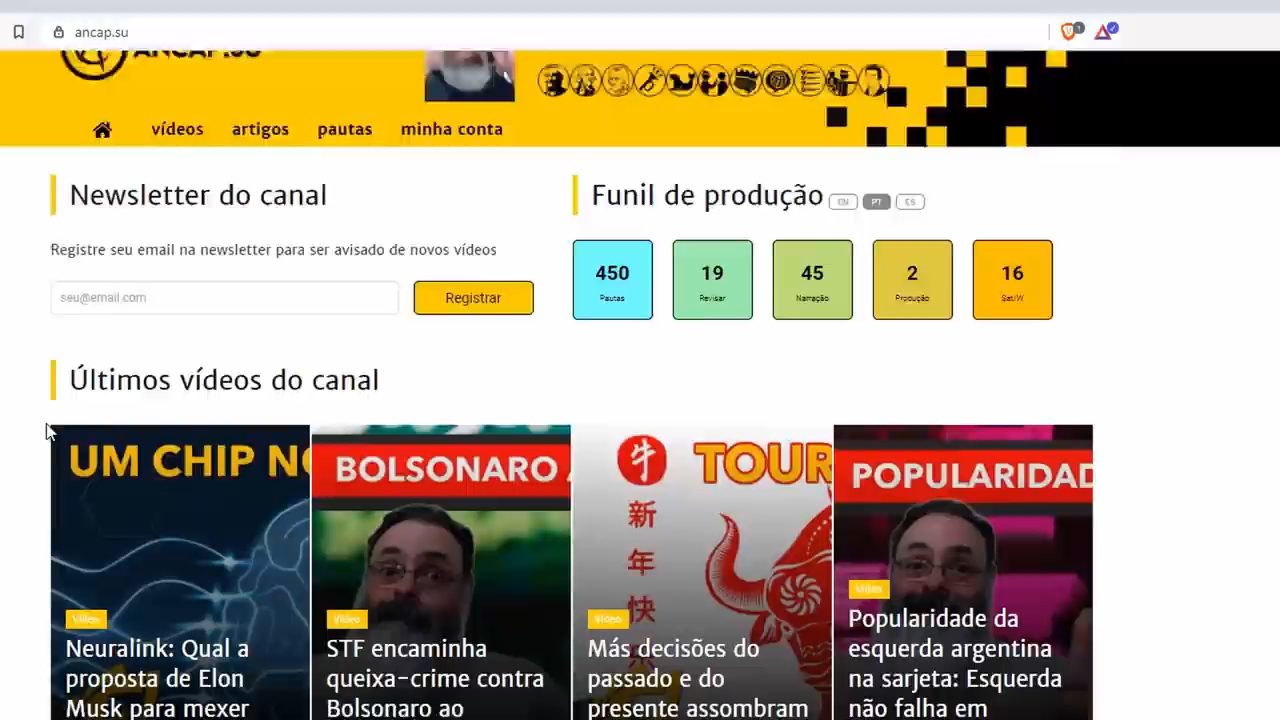 ancap.su
ANCAP.SU
vídeos
artigos
pautas
minha conta
Newsletter do canal
Registre seu email na newsletter para ser avisado de novos vídeos
seu@email.com
Registrar
Funil de produção
EN
PT
ES
450
Pautas
19
Revisar
45
Narração
2
Produção
16
Sat/W
Últimos vídeos do canal
UM CHIP NO
Vídeo
Neuralink: Qual a
proposta de Elon
Musk para mexer
BOLSONARO
Vídeo
STF encaminha
queixa-crime contra
Bolsonaro ao
牛
TOUR
新
年
快
Vídeo
Más decisões do
passado e do
presente assombram
POPULARIDAD
Vídeo
Popularidade da
esquerda argentina
na sarjeta: Esquerda
não falha em